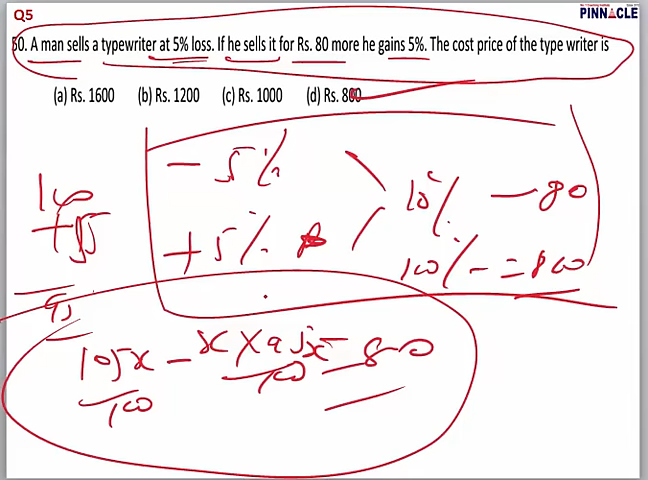 Q5
PINNACLE
50. A man sells a typewriter at 5% loss. If he sells it for Rs. 80 more he gains 5%. The cost price of the type writer is
(a) Rs. 1600 (b) Rs. 1200 (c) Rs. 1000 (d) Rs. 800
- 5%
10% - 80
+ 5%
100% - = 800
100
95
105x - x × 95 = 80
100 100